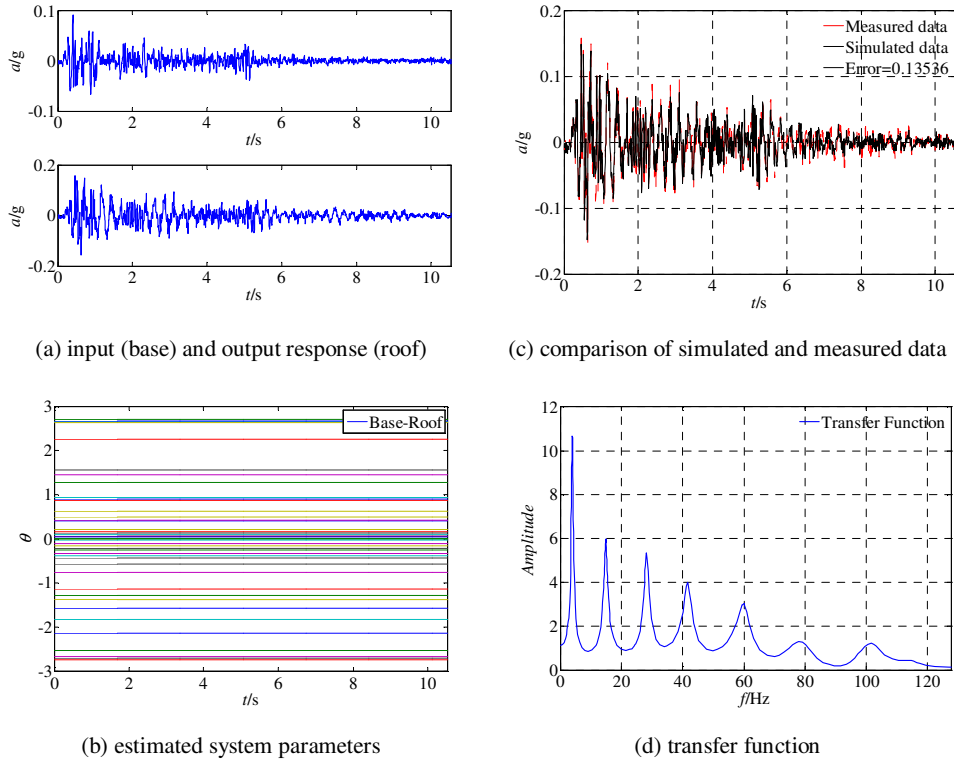 0.1
0
-0.1
a/g
0 2 4 6 8 10
t/s
0.2
0
-0.2
a/g
0 2 4 6 8 10
t/s
(a) input (base) and output response (roof)
0.2
0.1
0
-0.1
-0.2
a/g
Measured data
Simulated data
Error=0.13536
0 2 4 6 8 10
t/s
(c) comparison of simulated and measured data
3
2
1
0
-1
-2
-3
θ
Base-Roof
0 2 4 6 8 10
t/s
(b) estimated system parameters
12
10
8
6
4
2
0
Amplitude
Transfer Function
0 20 40 60 80 100 120
f/Hz
(d) transfer function